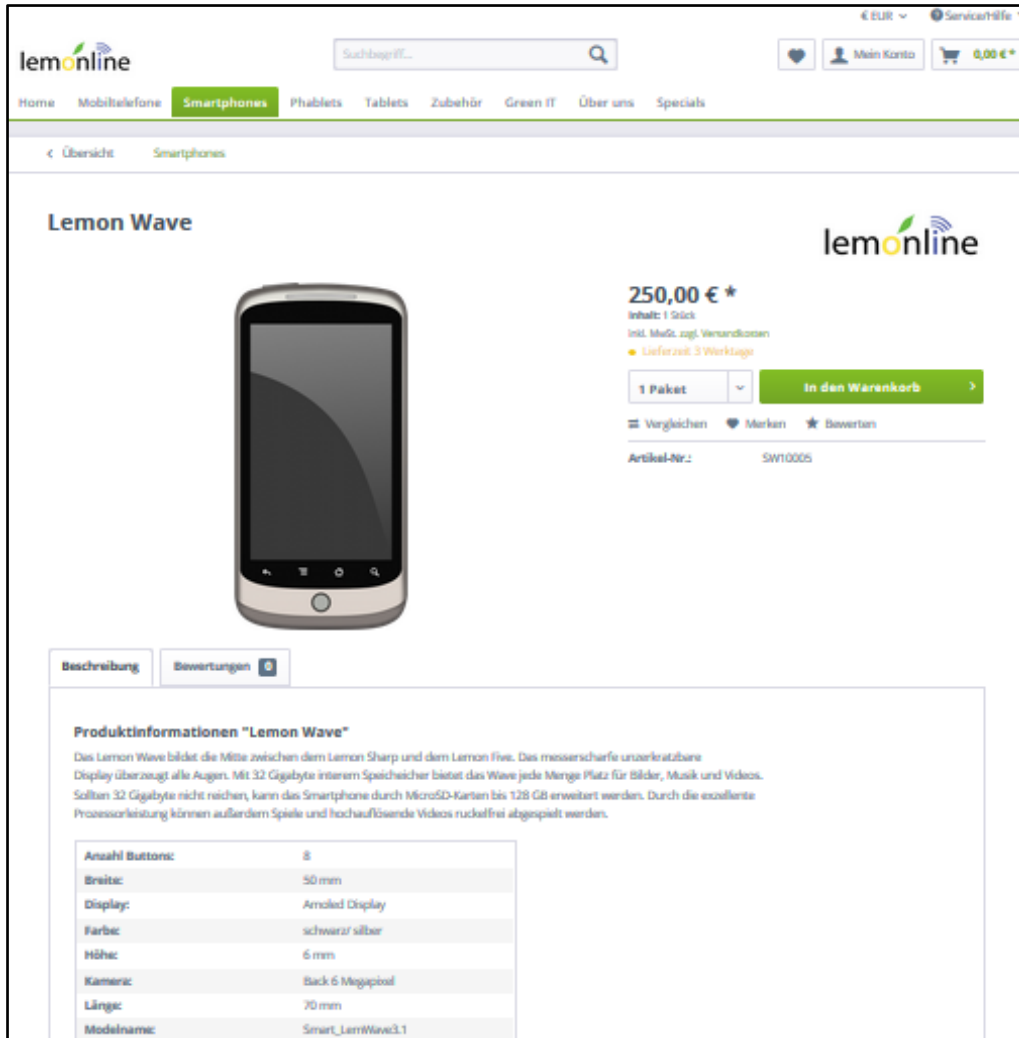 € EUR
Service/Hilfe
lemonline
Suchbegriff...
Mein Konto
0,00 € *
Home Mobiltelefone Smartphones Phablets Tablets Zubehör Green IT Über uns Specials
Übersicht Smartphones
Lemon Wave
lemonline
250,00 € *
Inhalt: 1 Stück
inkl. MwSt. zzgl. Versandkosten
Lieferzeit 3 Werktage
1 Paket
In den Warenkorb
Vergleichen Merken Bewerten
Artikel-Nr.: SW10005
Beschreibung Bewertungen 0
Produktinformationen "Lemon Wave"
Das Lemon Wave bildet die Mitte zwischen dem Lemon Sharp und dem Lemon Five. Das messerscharfe unzerkratzbare
Display überzeugt alle Augen. Mit 32 Gigabyte internem Speicheicher bietet das Wave jede Menge Platz für Bilder, Musik und Videos.
Sollten 32 Gigabyte nicht reichen, kann das Smartphone durch MicroSD-Karten bis 128 GB erweitert werden. Durch die exzellente
Prozessorleistung können außerdem Spiele und hochauflösende Videos ruckelfrei abgespielt werden.
Anzahl Buttons: 8
Breite: 50 mm
Display: Amoled Display
Farbe: schwarz/ silber
Höhe: 6 mm
Kamera: Back 6 Megapixel
Länge: 70 mm
Modelname: Smart_LemWave3.1